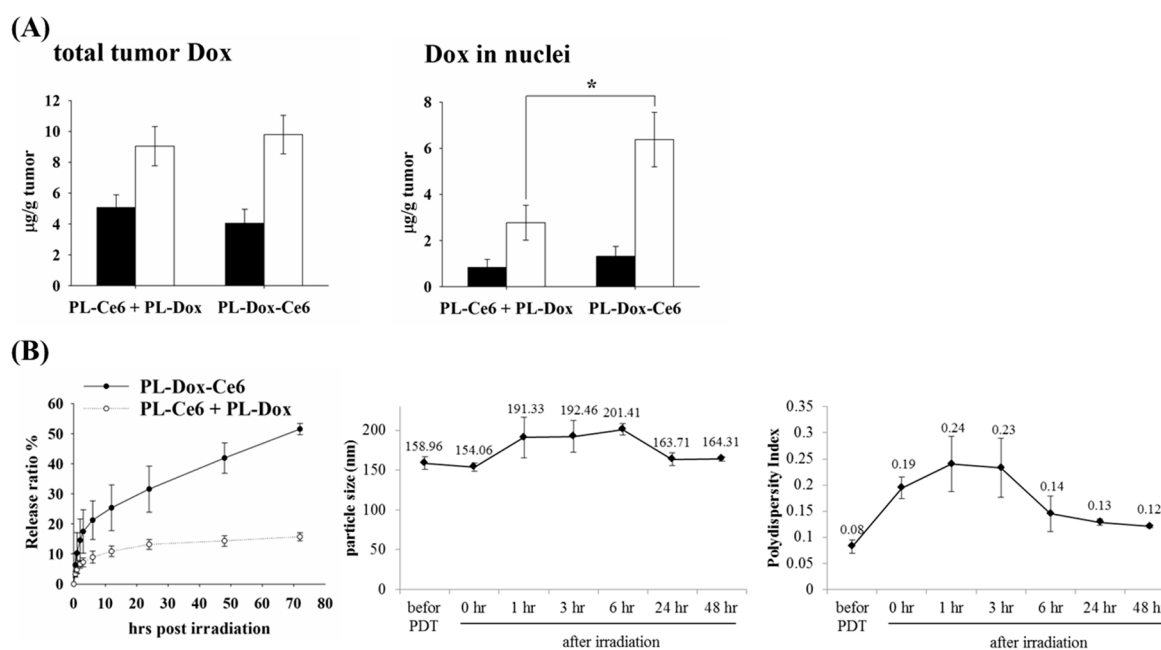 (A)
total tumor Dox
12
10
8
6
4
2
0
µg/g tumor
PL-Ce6 + PL-Dox
PL-Dox-Ce6
Dox in nuclei
*
8
6
4
2
0
µg/g tumor
PL-Ce6 + PL-Dox
PL-Dox-Ce6
(B)
PL-Dox-Ce6
PL-Ce6 + PL-Dox
60
50
40
30
20
10
0
Release ratio %
0 10 20 30 40 50 60 70 80
hrs post irradiation
200
150
100
50
0
particle size (nm)
158.96 154.06 191.33 192.46 201.41 163.71 164.31
befor PDT 0 hr 1 hr 3 hr 6 hr 24 hr 48 hr
after irradiation
0.35
0.3
0.25
0.2
0.15
0.1
0.05
0
Polydispersity Index
0.08 0.19 0.24 0.23 0.14 0.13 0.12
befor PDT 0 hr 1 hr 3 hr 6 hr 24 hr 48 h
after irradiation